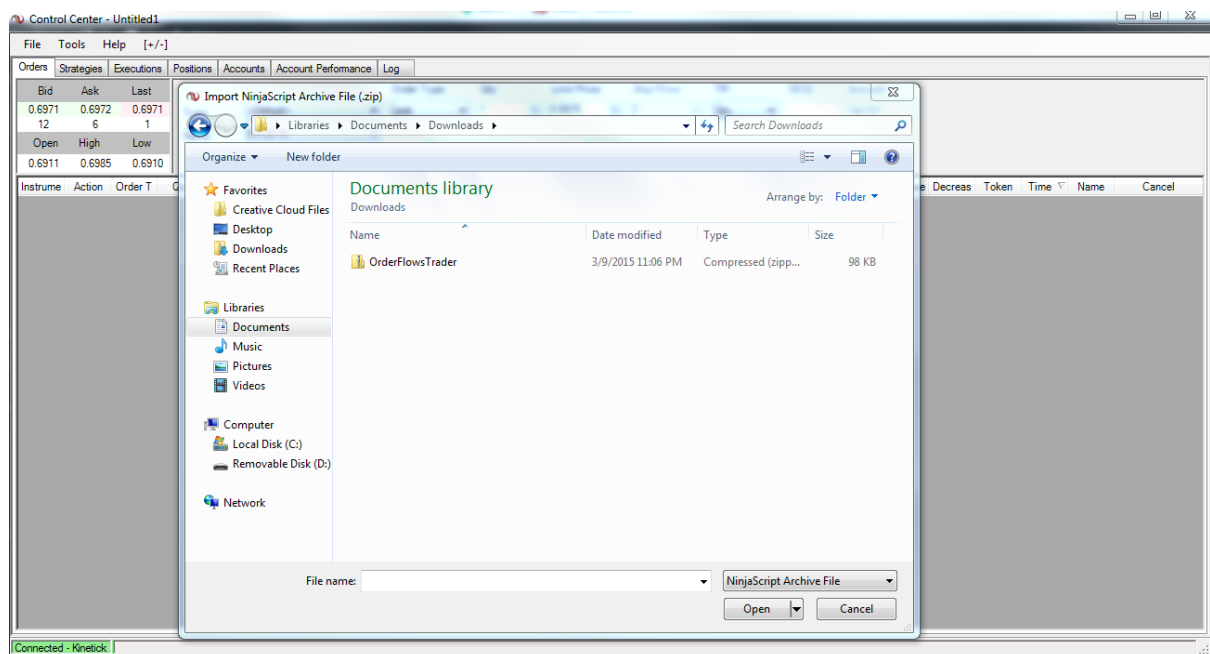 Control Center - Untitled1
File Tools Help [+/-]
Orders Strategies Executions Positions Accounts Account Performance Log
Bid Ask Last
0.6971 0.6972 0.6971
12 6 1
Open High Low
0.6911 0.6985 0.6910
Instrume Action Order T
Decreas Token Time Name Cancel
Import NinjaScript Archive File (.zip)
Libraries Documents Downloads
Search Downloads
Organize New folder
Favorites
Creative Cloud Files
Desktop
Downloads
Recent Places
Libraries
Documents
Music
Pictures
Videos
Computer
Local Disk (C:)
Removable Disk (D:)
Network
Documents library
Downloads
Arrange by: Folder
Name Date modified Type Size
OrderFlowsTrader 3/9/2015 11:06 PM Compressed (zipp... 98 KB
File name:
NinjaScript Archive File
Open Cancel
Connected - Kinetick